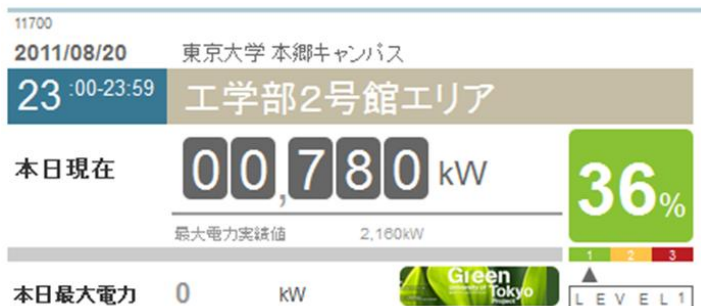 11700
2011/08/20 東京大学 本郷キャンパス
23 :00-23:59 工学部2号館エリア
本日現在 00,780 kW 36%
最大電力実績値 2,160kW
1 2 3
本日最大電力 0 kW
Green
University of Tokyo
Project
LEVEL1